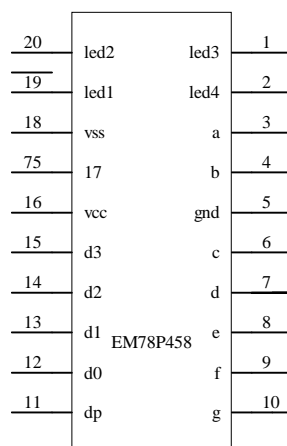 20 led2 led3 1
19 led1 led4 2
18 vss a 3
75 17 b 4
16 vcc gnd 5
15 d3 c 6
14 d2 d 7
13 d1 e 8
EM78P458
12 d0 f 9
11 dp g 10